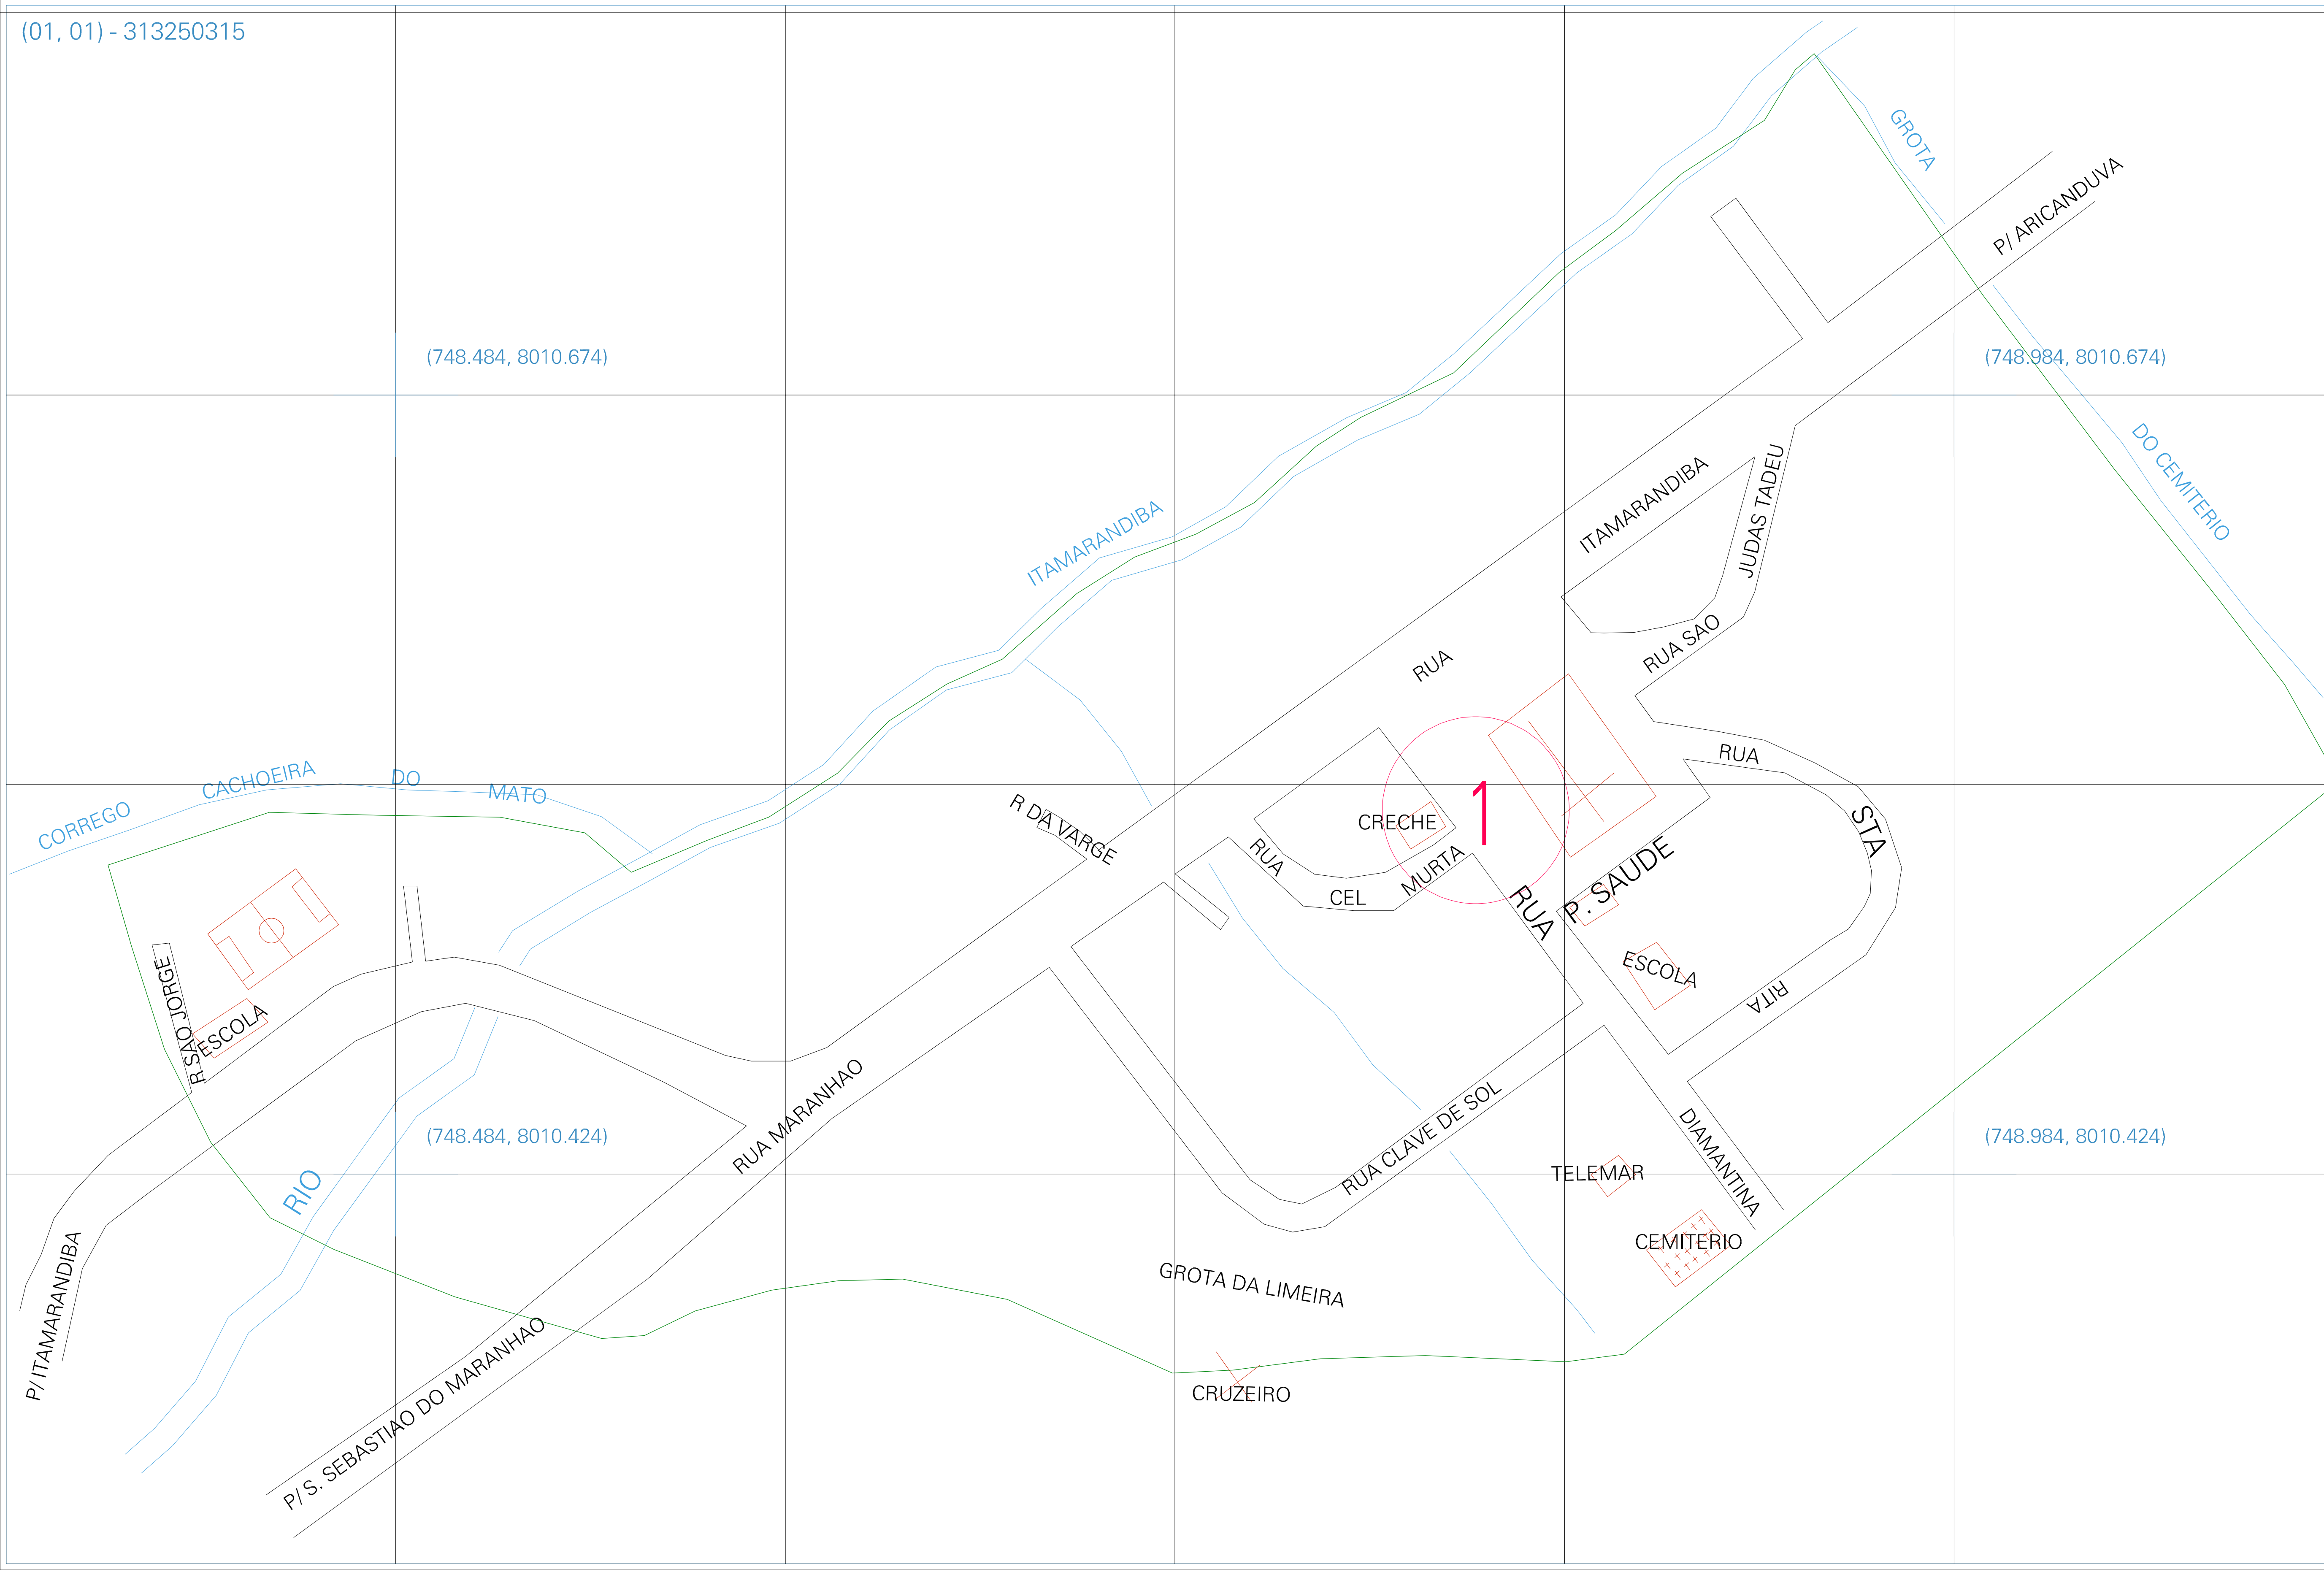 (01, 01) - 313250315
GROTA
P/ ARICANDUVA
(748.484, 8010.674)
(748.984, 8010.674)
DO CEMITERIO
ITAMARANDIBA
JUDAS TADEU
ITAMARANDIBA
RUA SAO
RUA
RUA
CORREGO CACHOEIRA DO MATO
R DA VARGE
CRECHE
1
STA
RUA CEL MURTA
P. SAUDE
RUA
ESCOLA
RITA
R SAO JORGE
ESCOLA
RUA MARANHAO
RUA CLAVE DE SOL
DIAMANTINA
(748.484, 8010.424)
(748.984, 8010.424)
RIO
TELEMAR
CEMITERIO
P/ ITAMARANDIBA
GROTA DA LIMEIRA
P/ S. SEBASTIAO DO MARANHAO
CRUZEIRO